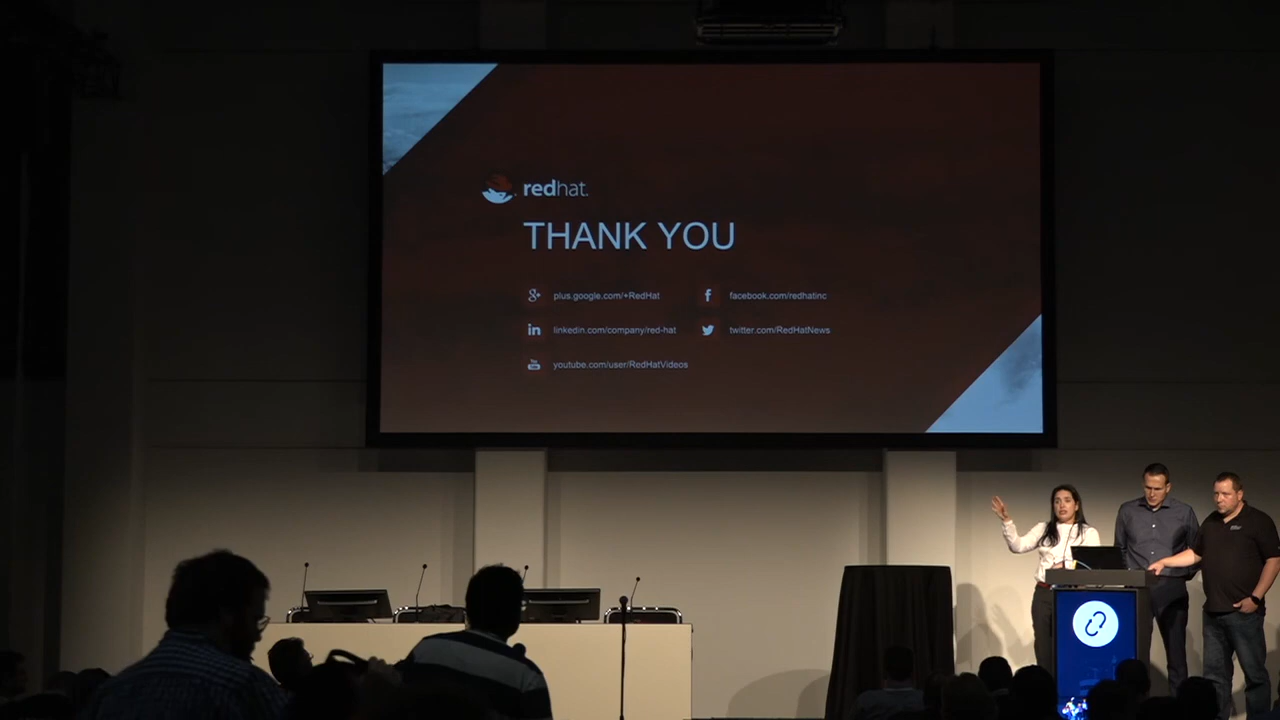 redhat.
THANK YOU
plus.google.com/+RedHat
facebook.com/redhatinc
linkedin.com/company/red-hat
twitter.com/RedHatNews
youtube.com/user/RedHatVideos